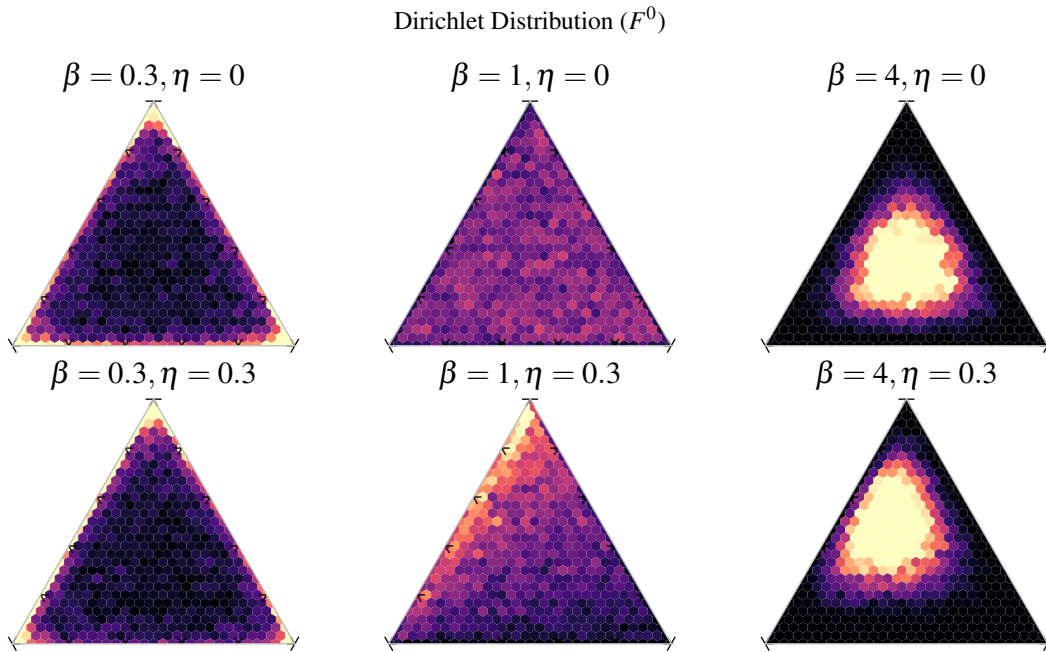 Dirichlet Distribution (F⁰)
β = 0.3, η = 0
β = 1, η = 0
β = 4, η = 0
β = 0.3, η = 0.3
β = 1, η = 0.3
β = 4, η = 0.3